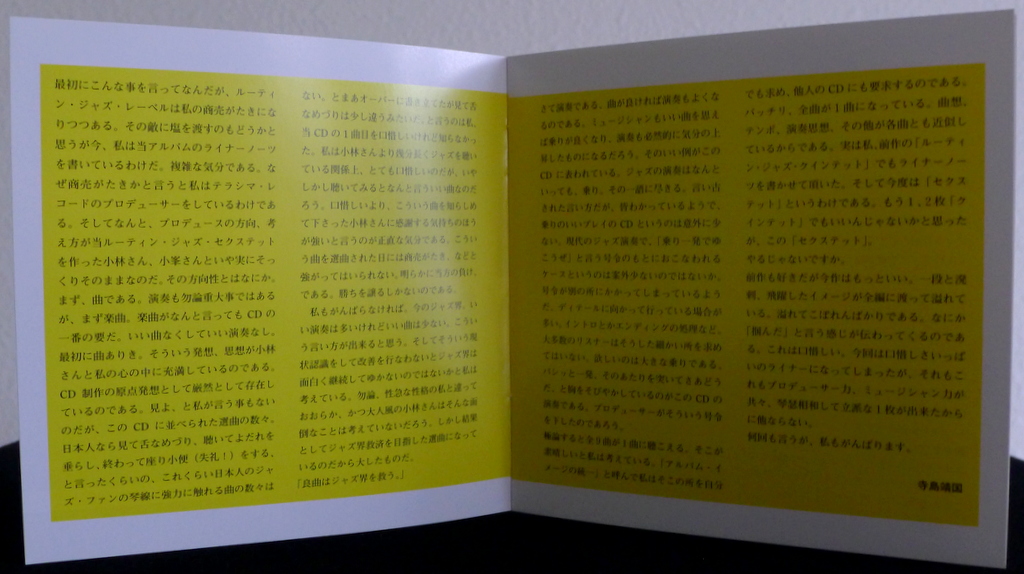 最初にこんな事を言ってなんだが、ルーティ
ン・ジャズ・レーベルは私の商売がたきにな
りつつある。その敵に塩を渡すのもどうかと
思うが今、私は当アルバムのライナーノーツ
を書いているわけだ。複雑な気分である。な
ぜ商売がたきかと言うと私はテラシマ・レ
コードのプロデューサーをしているわけであ
る。そしてなんと、プロデュースの方向、考
え方が当ルーティン・ジャズ・セクステット
を作った小林さん、小峯さんといや実にそっ
くりそのままなのだ。その方向性とはなにか。
まず、曲である。演奏も勿論重大事ではある
が、まず楽曲。楽曲がなんと言ってもCDの
一番の要だ。いい曲なくしていい演奏なし。
最初に曲ありき。そういう発想、思想が小林
さんと私の心の中に充満しているのである。
CD 制作の原点発想として厳然として存在し
ているのである。見よ、と私が言う事もない
のだが、この CD に並べられた選曲の数々。
日本人なら見て舌なめづり、聴いてよだれを
垂らし、終わって座り小便（失礼！）をする、
と言ったくらいの、これくらい日本人のジャ
ズ・ファンの琴線に強力に触れる曲の数々は
ない。とまあオーバーに書き立てたが見て舌
なめづりは少し違うみたいだ。と言うのは私、
当CDの1曲目を口惜しいけれど知らなかっ
た。私は小林さんより幾分長くジャズを聴い
ている関係上、とても口惜しいのだが、いや
しかし聴いてみるとなんと言ういい曲なのだ
ろう。口惜しいより、こういう曲を知らしめ
て下さった小林さんに感謝する気持ちのほう
が強いと言うのが正直な気分である。こうい
う曲を選曲された日には商売がたき、などと
強がってはいられない。明らかに当方の負け、
である。勝ちを譲るしかないのである。
私もがんばらなければ。今のジャズ界、い
い演奏は多いけれどいい曲は少ない。こうい
う言い方が出来ると思う。そしてそういう現
状認識をして改善を行なわないとジャズ界は
面白く継続してゆかないのではないかと私は
考えている。勿論、性急な性格の私と違って
おおらか、かつ大人風の小林さんはそんな面
倒なことは考えていないだろう。しかし結果
としてジャズ界救済を目指した選曲になって
いるのだから大したものだ。
「良曲はジャズ界を救う。」
さて演奏である。曲が良ければ演奏もよくな
るのである。ミュージシャンもいい曲を思え
ば乗りが良くなり、演奏も必然的に気分の上
昇したものになるだろう。そのいい例がこの
CDに表われている。ジャズの演奏はなんと
いっても、乗り、その一語に尽きる。言い古
された言い方だが、皆わかっているようで、
乗りのいいプレイのCDというのは意外に少
ない。現代のジャズ演奏で、「乗り一発でゆ
こうぜ」と言う号令のもとにおこなわれる
ケースというのは案外少ないのではないか。
号令が別の所にかかってしまっているよう
だ。ディテールに向かって行っている場合が
多い。イントロとかエンディングの処理など。
大多数のリスナーはそうした細かい所を求め
てはいない。欲しいのは大きな乗りである。
バシッと一発、そのあたりを突いてきあどう
だ、と胸をそびやかしているのがこのCDの
演奏である。プロデューサーがそういう号令
を下したのであろう。
極論すると全9曲が1曲に聴こえる。そこが
素晴しいと私は考えている。「アルバム・イ
メージの統一」と呼んで私はそこの所を自分
でも求め、他人のCDにも要求するのである。
バッチリ、全曲が1曲になっている。曲想、
テンポ、演奏思想、その他が各曲とも近似し
ているからである。実は私、前作の「ルーティ
ン・ジャズ・クインテット」でもライナーノー
ツを書かせて頂いた。そして今度は「セクス
テット」というわけである。もう1、2枚「ク
インテット」でもいいんじゃないかと思った
が、この「セクステット」。
やるじゃないですか。
前作も好きだが今作はもっといい。一段と溌
剌、飛躍したイメージが全編に渡って溢れて
いる。溢れてこぼれんばかりである。なにか
「掴んだ」と言う感じが伝わってくるのであ
る。これは口惜しい。今回は口惜しさいっぱ
いのライナーになってしまったが、それもこ
れもプロデューサー力、ミュージシャン力が
共々、琴瑟相和して立派な1枚が出来たから
に他ならない。
何回も言うが、私もがんばります。
寺島靖国